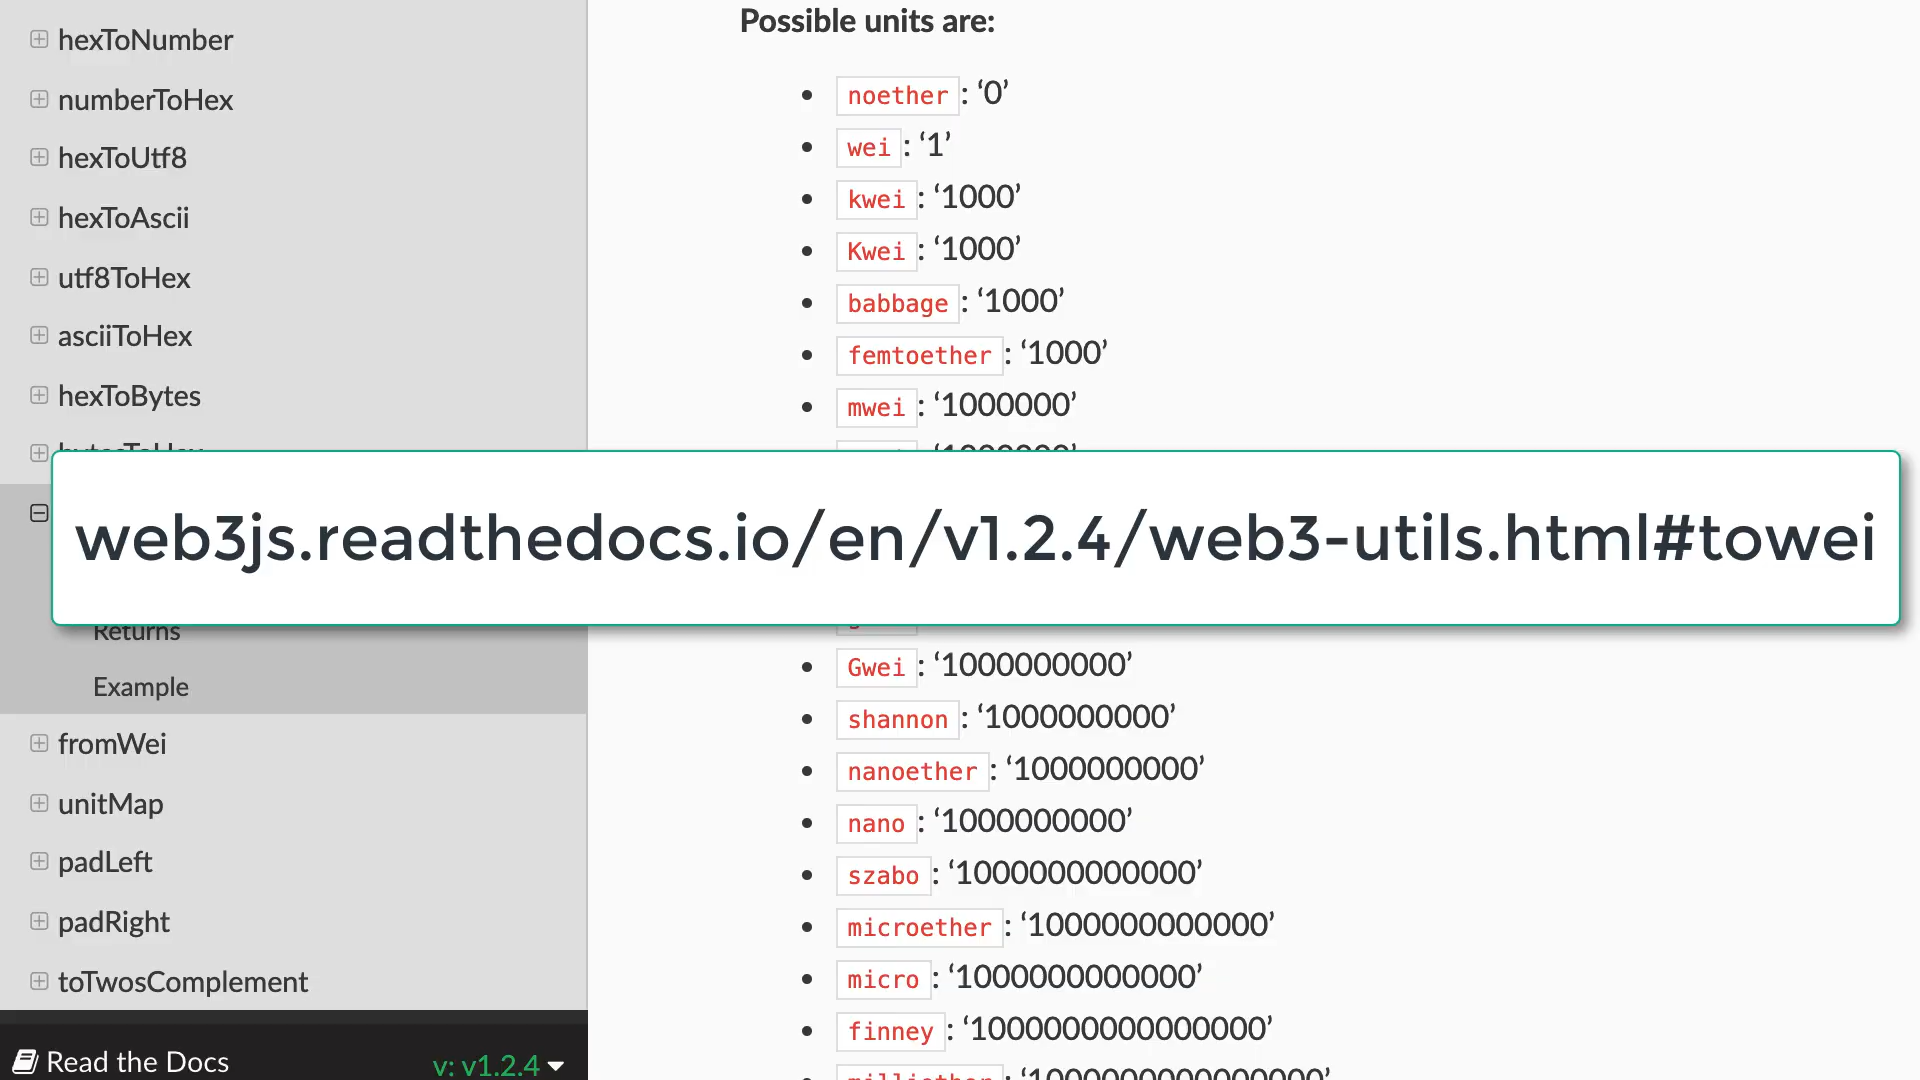 hexToNumber
numberToHex
hexToUtf8
hexToAscii
utf8ToHex
asciiToHex
hexToBytes
bytesToHex
Returns
Example
fromWei
unitMap
padLeft
padRight
toTwosComplement
Read the Docs
v: v1.2.4
Possible units are:
noether: ‘0’
wei: ‘1’
kwei: ‘1000’
Kwei: ‘1000’
babbage: ‘1000’
femtoether: ‘1000’
mwei: ‘1000000’
web3js.readthedocs.io/en/v1.2.4/web3-utils.html#towei
Gwei: ‘1000000000’
shannon: ‘1000000000’
nanoether: ‘1000000000’
nano: ‘1000000000’
szabo: ‘1000000000000’
microether: ‘1000000000000’
micro: ‘1000000000000’
finney: ‘1000000000000000’